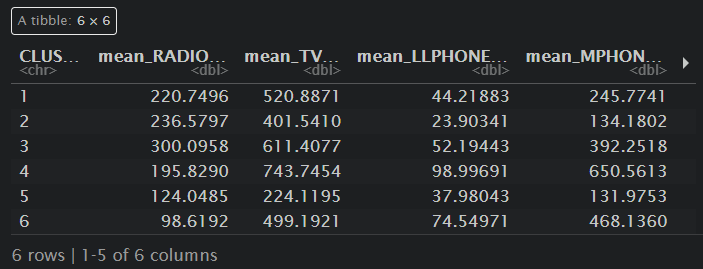 A tibble: 6 × 6
CLUS... mean_RADIO... mean_TV... mean_LLPHONE... mean_MPHON...
<chr> <dbl> <dbl> <dbl> <dbl>
1 220.7496 520.8871 44.21883 245.7741
2 236.5797 401.5410 23.90341 134.1802
3 300.0958 611.4077 52.19443 392.2518
4 195.8290 743.7454 98.99691 650.5613
5 124.0485 224.1195 37.98043 131.9753
6 98.6192 499.1921 74.54971 468.1360
6 rows | 1-5 of 6 columns